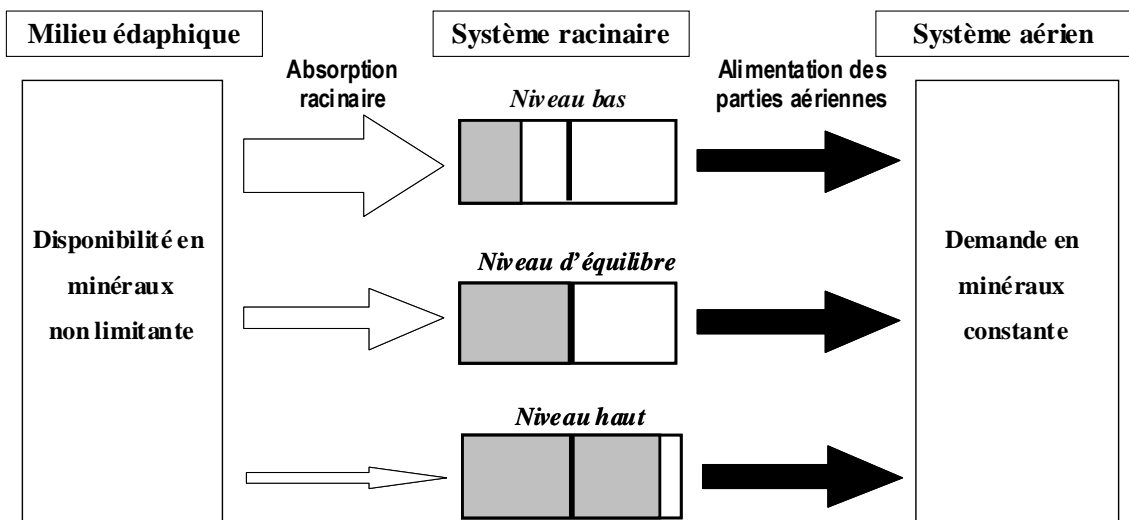 Milieu édaphique
Système racinaire
Système aérien
Absorption
racinaire
Alimentation des
parties aériennes
Niveau bas
Disponibilité en
minéraux
non limitante
Niveau d'équilibre
Demande en
minéraux
constante
Niveau haut